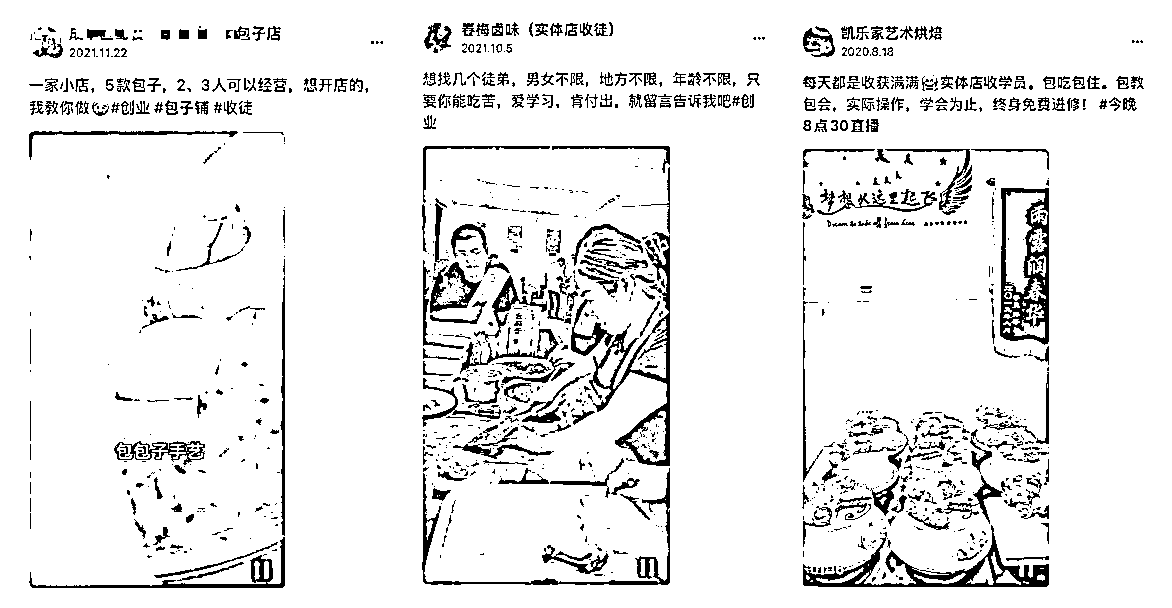 包子店
2021.11.22
一家小店，5款包子，2、3人可以经营，想开店的，
我教你做#创业 #包子铺 #收徒
包包子手艺
春梅卤味（实体店收徒）
2021.10.5
想找几个徒弟，男女不限，地方不限，年龄不限，只
要你能吃苦，爱学习，肯付出，就留言告诉我吧#创
业
凯乐家艺术烘焙
2020.8.18
每天都是收获满满实体店收学员。包吃包住。包教
包会，实际操作，学会为止，终身免费进修！ #今晚
8点30直播
梦想从这里起飞
Dream to take off from here
雨露润春华